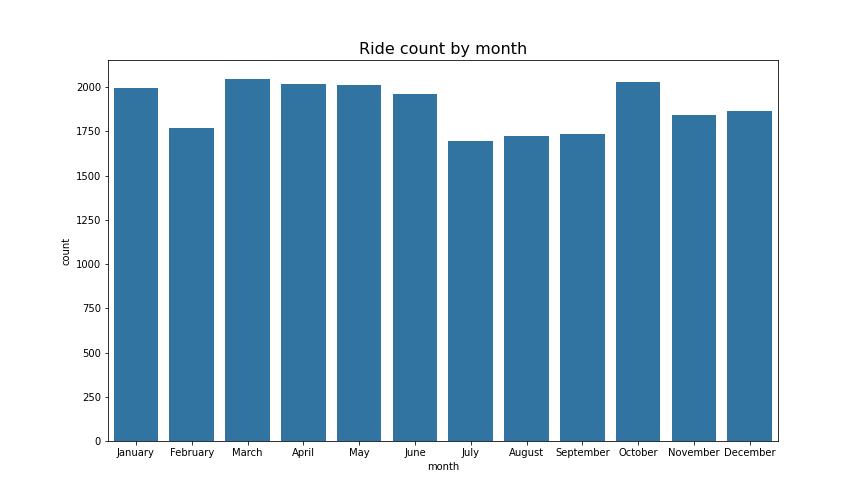 Ride count by month
count
2000
1750
1500
1250
1000
750
500
250
0
January February March April May June July August September October November December
month